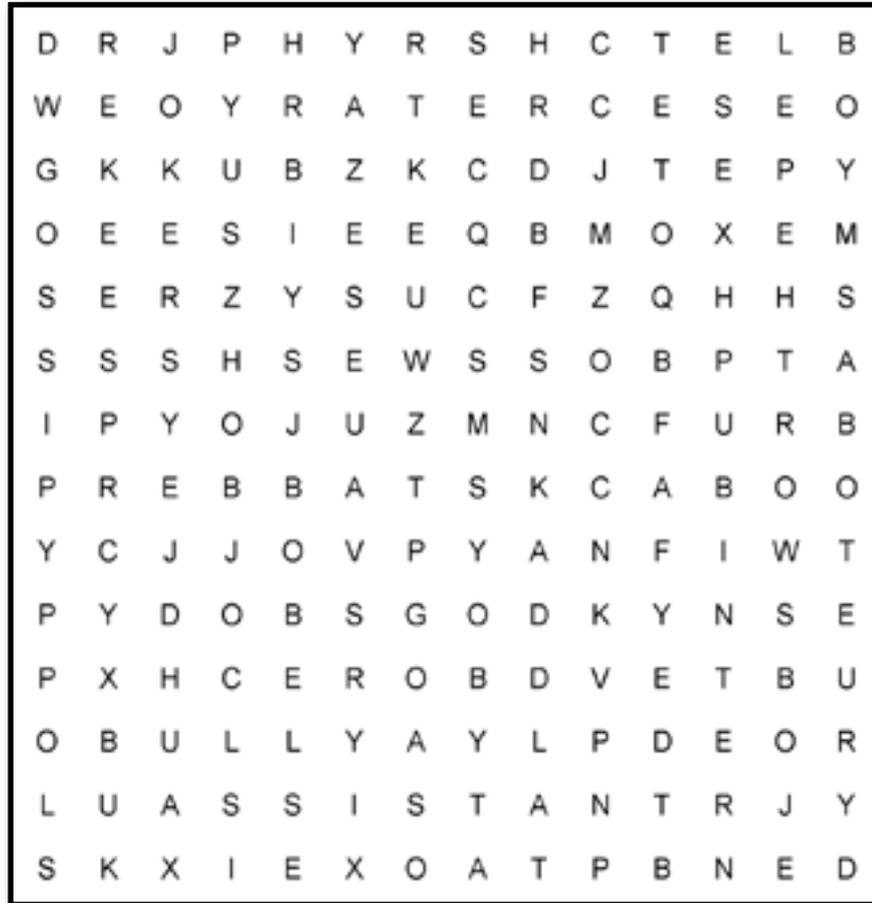 D R J P H Y R S H C T E L B
W E O Y R A T E R C E S E O
G K K U B Z K C D J T E P Y
O E E S I E E Q B M O X E M
S E R Z Y S U C F Z Q H H S
S S S H S E W S S O B P T A
I P Y O J U Z M N C F U R B
P R E B B A T S K C A B O O
Y C J J O V P Y A N F I W T
P Y D O B S G O D K Y N S E
P X H C E R O B D V E T B U
O B U L L Y A Y L P D E O R
L U A S S I S T A N T R J Y
S K X I E X O A T P B N E D